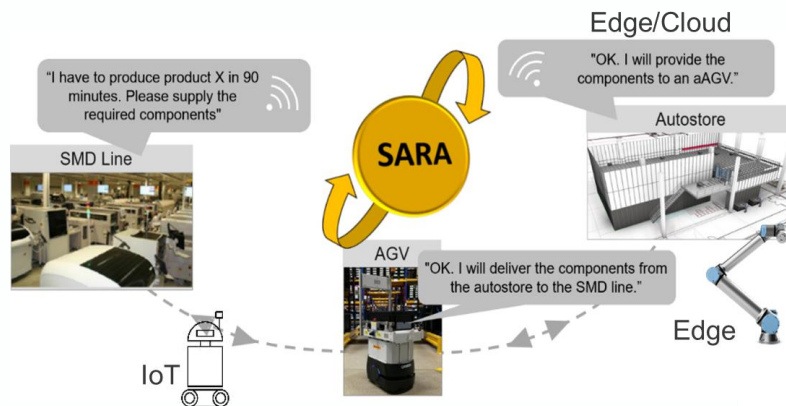 Edge/Cloud
“I have to produce product X in 90
minutes. Please supply the
required components"
"OK. I will provide the
components to an aAGV.”
SMD Line
SARA
Autostore
AGV
"OK. I will deliver the components from
the autostore to the SMD line.”
IoT
Edge